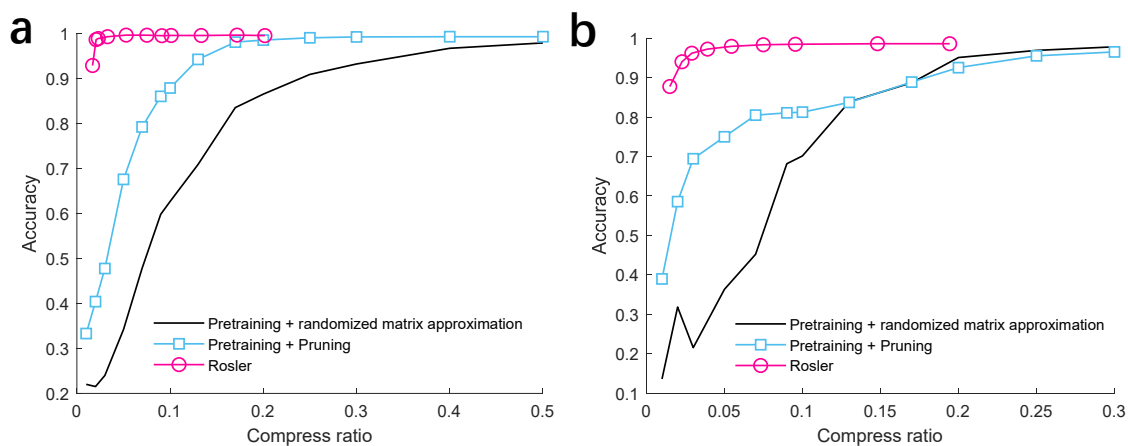 a
1
0.9
0.8
0.7
0.6
0.5
0.4
0.3
0.2
Accuracy
0
0.1
0.2
0.3
0.4
0.5
Compress ratio
Pretraining + randomized matrix approximation
Pretraining + Pruning
Rosler
b
1
0.9
0.8
0.7
0.6
0.5
0.4
0.3
0.2
0.1
Accuracy
0
0.05
0.1
0.15
0.2
0.25
0.3
Compress ratio
Pretraining + randomized matrix approximation
Pretraining + Pruning
Rosler